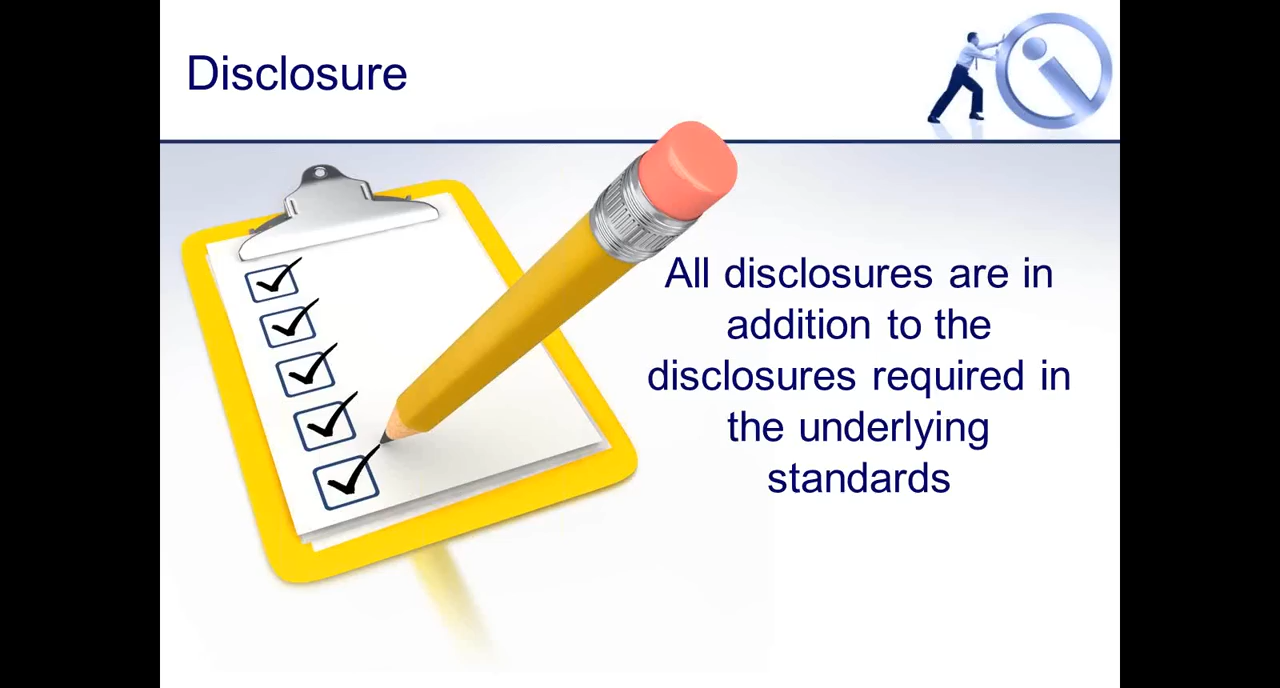 Disclosure
All disclosures are in
addition to the
disclosures required in
the underlying
standards